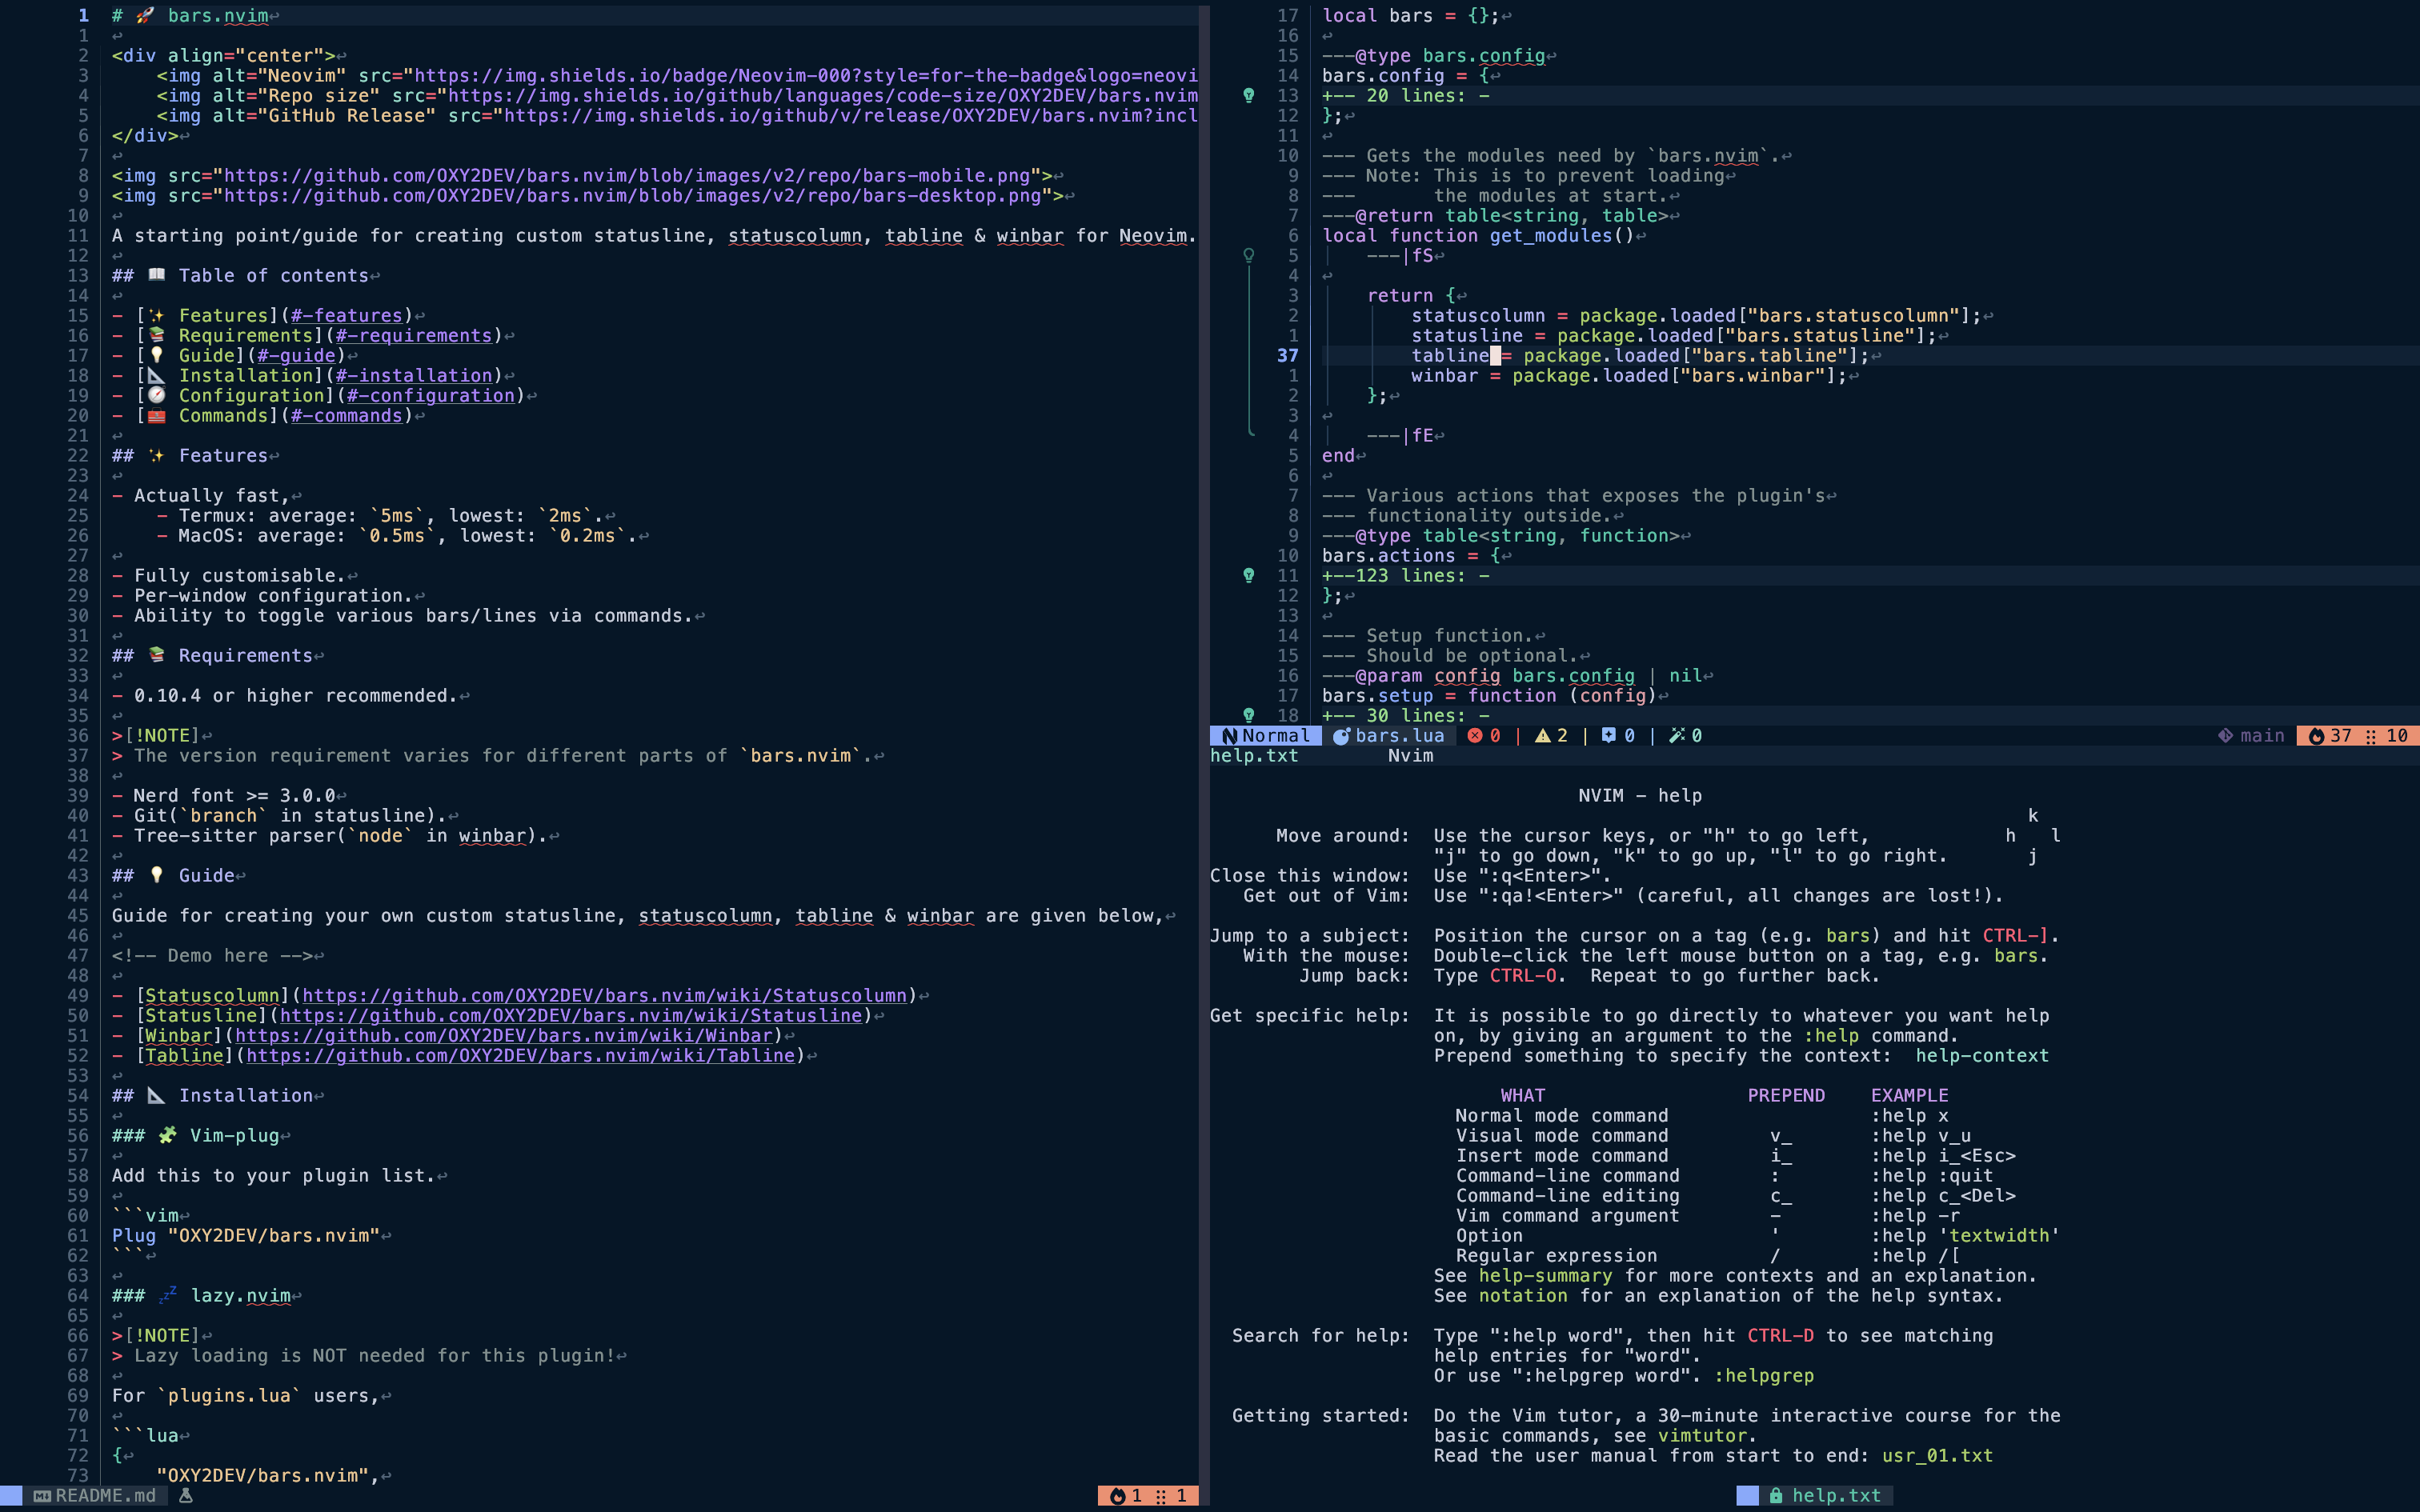 1 # 🚀 bars.nvim↩
1 ↩
2 <div align="center">↩
3     <img alt="Neovim" src="https://img.shields.io/badge/Neovim-000?style=for-the-badge&logo=neovi
4     <img alt="Repo size" src="https://img.shields.io/github/languages/code-size/OXY2DEV/bars.nvim
5     <img alt="GitHub Release" src="https://img.shields.io/github/v/release/OXY2DEV/bars.nvim?incl
6 </div>↩
7 ↩
8 <img src="https://github.com/OXY2DEV/bars.nvim/blob/images/v2/repo/bars-mobile.png">↩
9 <img src="https://github.com/OXY2DEV/bars.nvim/blob/images/v2/repo/bars-desktop.png">↩
10 ↩
11 A starting point/guide for creating custom statusline, statuscolumn, tabline & winbar for Neovim.
12 ↩
13 ## 📖 Table of contents↩
14 ↩
15 - [✨ Features](#-features)↩
16 - [📚 Requirements](#-requirements)↩
17 - [💡 Guide](#-guide)↩
18 - [📐 Installation](#-installation)↩
19 - [🧭 Configuration](#-configuration)↩
20 - [🧰 Commands](#-commands)↩
21 ↩
22 ## ✨ Features↩
23 ↩
24 - Actually fast,↩
25     - Termux: average: `5ms`, lowest: `2ms`.↩
26     - MacOS: average: `0.5ms`, lowest: `0.2ms`.↩
27 ↩
28 - Fully customisable.↩
29 - Per-window configuration.↩
30 - Ability to toggle various bars/lines via commands.↩
31 ↩
32 ## 📚 Requirements↩
33 ↩
34 - 0.10.4 or higher recommended.↩
35 ↩
36 >[!NOTE]↩
37 > The version requirement varies for different parts of `bars.nvim`.↩
38 ↩
39 - Nerd font >= 3.0.0↩
40 - Git(`branch` in statusline).↩
41 - Tree-sitter parser(`node` in winbar).↩
42 ↩
43 ## 💡 Guide↩
44 ↩
45 Guide for creating your own custom statusline, statuscolumn, tabline & winbar are given below,↩
46 ↩
47 <!-- Demo here -->↩
48 ↩
49 - [Statuscolumn](https://github.com/OXY2DEV/bars.nvim/wiki/Statuscolumn)↩
50 - [Statusline](https://github.com/OXY2DEV/bars.nvim/wiki/Statusline)↩
51 - [Winbar](https://github.com/OXY2DEV/bars.nvim/wiki/Winbar)↩
52 - [Tabline](https://github.com/OXY2DEV/bars.nvim/wiki/Tabline)↩
53 ↩
54 ## 📐 Installation↩
55 ↩
56 ### 🧩 Vim-plug↩
57 ↩
58 Add this to your plugin list.↩
59 ↩
60 ```vim↩
61 Plug "OXY2DEV/bars.nvim"↩
62 ```↩
63 ↩
64 ### 💤 lazy.nvim↩
65 ↩
66 >[!NOTE]↩
67 > Lazy loading is NOT needed for this plugin!↩
68 ↩
69 For `plugins.lua` users,↩
70 ↩
71 ```lua↩
72 {↩
73     "OXY2DEV/bars.nvim",↩
README.md 1 1
17 local bars = {};↩
16 ↩
15 ---@type bars.config↩
14 bars.config = {↩
13 +-- 20 lines: -
12 };↩
11 ↩
10 --- Gets the modules need by `bars.nvim`.↩
9 --- Note: This is to prevent loading↩
8 ---       the modules at start.↩
7 ---@return table<string, table>↩
6 local function get_modules()↩
5     ---|fS↩
4 ↩
3     return {↩
2         statuscolumn = package.loaded["bars.statuscolumn"];↩
1         statusline = package.loaded["bars.statusline"];↩
37         tabline = package.loaded["bars.tabline"];↩
1         winbar = package.loaded["bars.winbar"];↩
2     };↩
3 ↩
4     ---|fE↩
5 end↩
6 ↩
7 --- Various actions that exposes the plugin's↩
8 --- functionality outside.↩
9 ---@type table<string, function>↩
10 bars.actions = {↩
11 +--123 lines: -
12 };↩
13 ↩
14 --- Setup function.↩
15 --- Should be optional.↩
16 ---@param config bars.config | nil↩
17 bars.setup = function (config)↩
18 +-- 30 lines: -
Normal bars.lua 0 | 2 | 0 | 0 main 37 10
help.txt        Nvim
NVIM - help
k
Move around:  Use the cursor keys, or "h" to go left,            h   l
"j" to go down, "k" to go up, "l" to go right.       j
Close this window:  Use ":q<Enter>".
Get out of Vim:  Use ":qa!<Enter>" (careful, all changes are lost!).
Jump to a subject:  Position the cursor on a tag (e.g. bars) and hit CTRL-].
With the mouse:  Double-click the left mouse button on a tag, e.g. bars.
Jump back:  Type CTRL-O.  Repeat to go further back.
Get specific help:  It is possible to go directly to whatever you want help
on, by giving an argument to the :help command.
Prepend something to specify the context:  help-context
WHAT                  PREPEND    EXAMPLE
Normal mode command                  :help x
Visual mode command         v_       :help v_u
Insert mode command         i_       :help i_<Esc>
Command-line command        :        :help :quit
Command-line editing        c_       :help c_<Del>
Vim command argument        -        :help -r
Option                      '        :help 'textwidth'
Regular expression          /        :help /[
See help-summary for more contexts and an explanation.
See notation for an explanation of the help syntax.
Search for help:  Type ":help word", then hit CTRL-D to see matching
help entries for "word".
Or use ":helpgrep word". :helpgrep
Getting started:  Do the Vim tutor, a 30-minute interactive course for the
basic commands, see vimtutor.
Read the user manual from start to end: usr_01.txt
help.txt